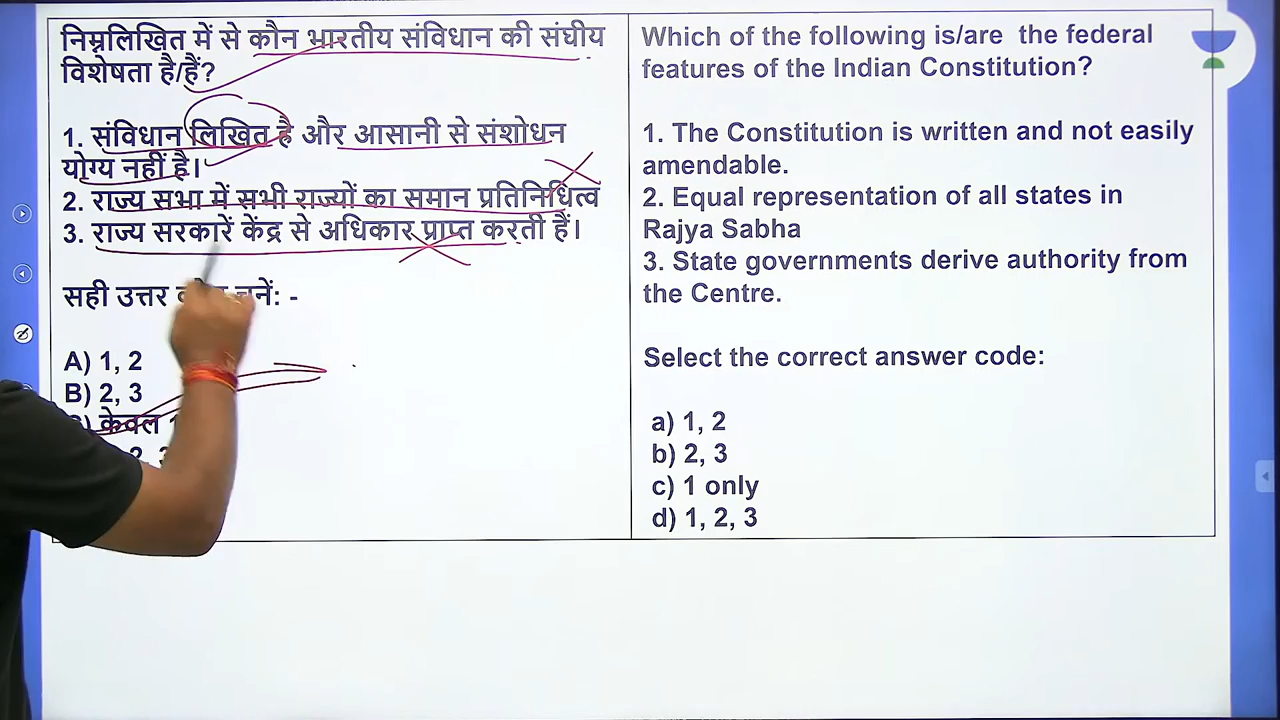 निम्नलिखित में से कौन भारतीय संविधान की संघीय
विशेषता है/हैं?
1. संविधान लिखित है और आसानी से संशोधन
योग्य नहीं है।
2. राज्य सभा में सभी राज्यों का समान प्रतिनिधित्व
3. राज्य सरकारें केंद्र से अधिकार प्राप्त करती हैं।
सही उत्तर चुनें: -
A) 1, 2
B) 2, 3
केवल 1
2, 3
Which of the following is/are the federal
features of the Indian Constitution?
1. The Constitution is written and not easily
amendable.
2. Equal representation of all states in
Rajya Sabha
3. State governments derive authority from
the Centre.
Select the correct answer code:
a) 1, 2
b) 2, 3
c) 1 only
d) 1, 2, 3